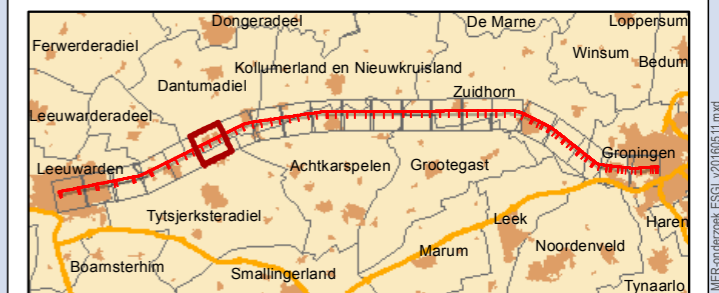 Dongeradeel
De Marne
Loppersum
Ferwerderadiel
Winsum
Bedum
Kollumerland en Nieuwkruisland
Dantumadiel
Zuidhorn
Leeuwarderadeel
Groningen
Leeuwarden
Achtkarspelen
Grootegast
Tytsjerksteradiel
Leek
Haren
Noordenveld
Marum
Boarnsterhim
Smallingerland
Tynaarlo
MER-onderzoek ESGL v20160511.mxd